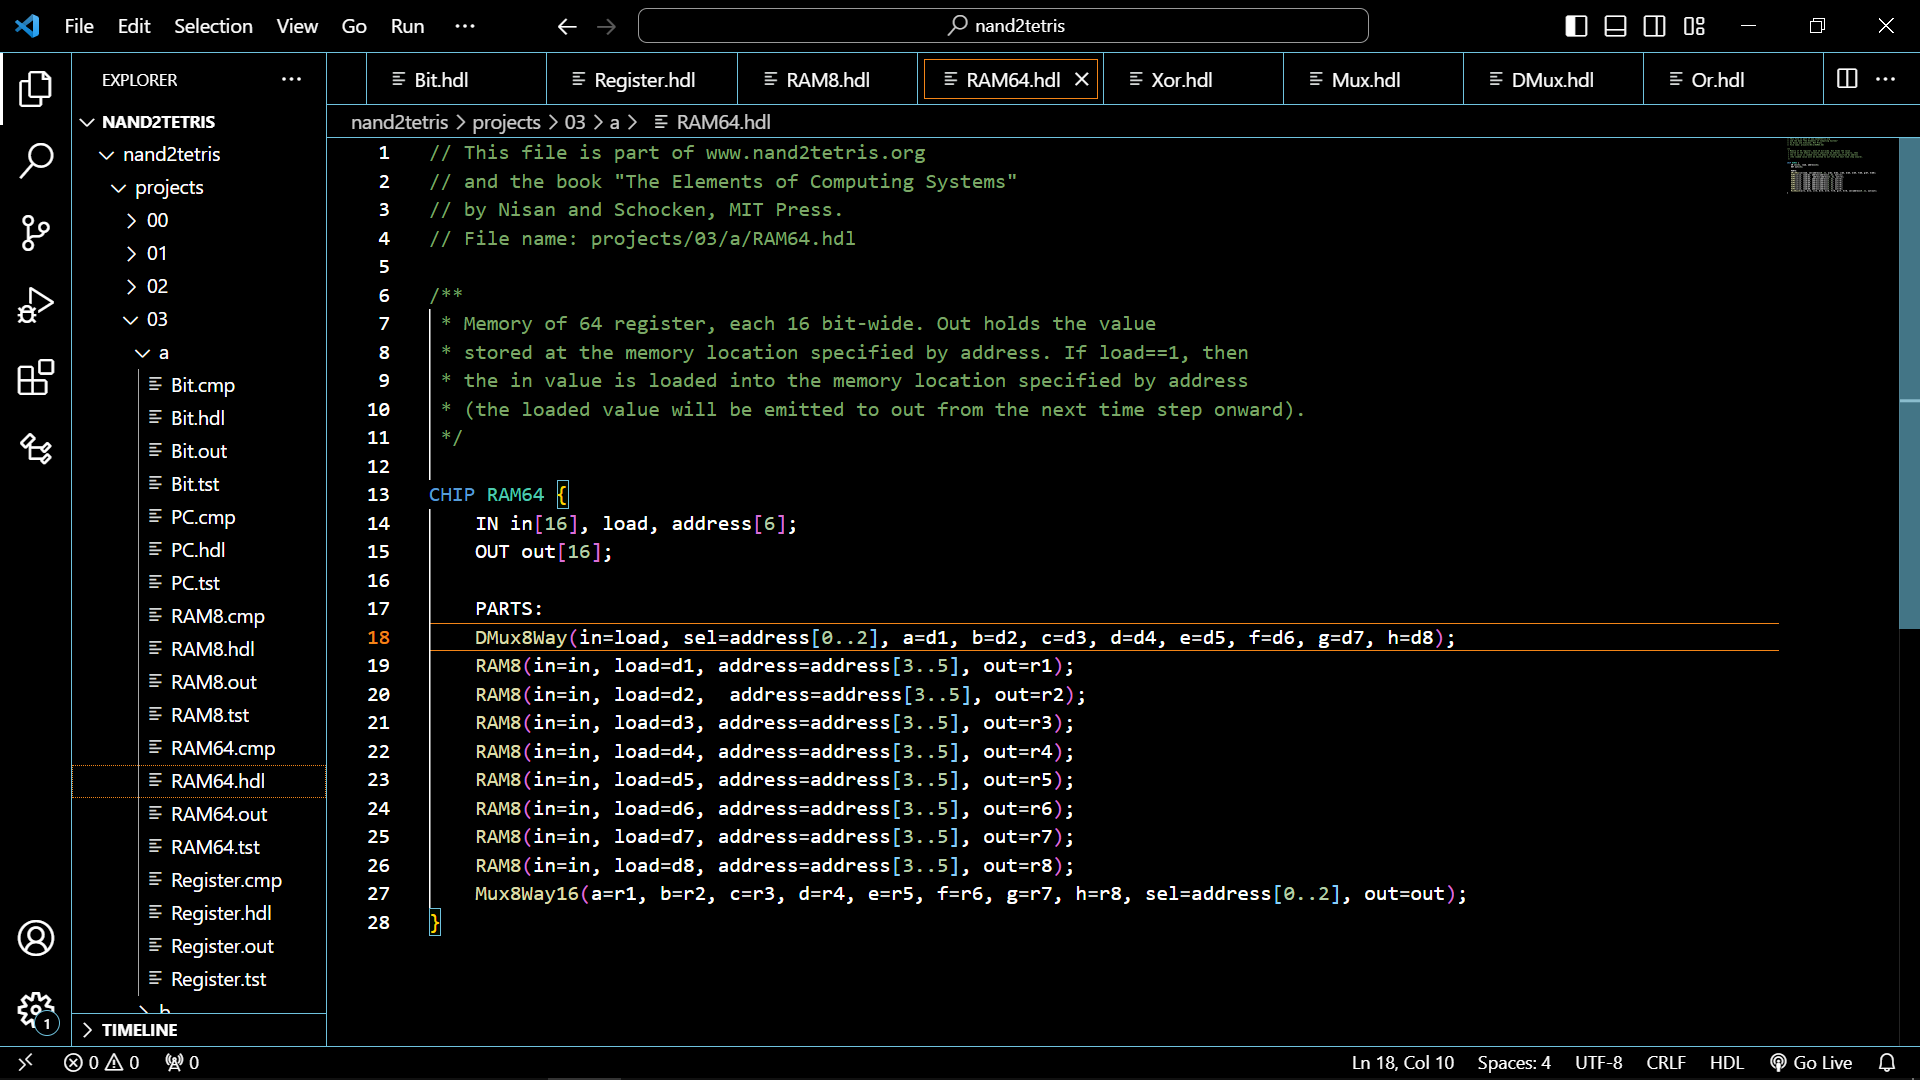 File Edit Selection View Go Run ··· nand2tetris
EXPLORER ···
NAND2TETRIS
nand2tetris
projects
00
01
02
03
a
Bit.cmp
Bit.hdl
Bit.out
Bit.tst
PC.cmp
PC.hdl
PC.tst
RAM8.cmp
RAM8.hdl
RAM8.out
RAM8.tst
RAM64.cmp
RAM64.hdl
RAM64.out
RAM64.tst
Register.cmp
Register.hdl
Register.out
Register.tst
b
TIMELINE
1
Bit.hdl Register.hdl RAM8.hdl RAM64.hdl Xor.hdl Mux.hdl DMux.hdl Or.hdl ···
nand2tetris > projects > 03 > a > RAM64.hdl
1 // This file is part of www.nand2tetris.org
2 // and the book "The Elements of Computing Systems"
3 // by Nisan and Schocken, MIT Press.
4 // File name: projects/03/a/RAM64.hdl
5
6 /**
7 * Memory of 64 register, each 16 bit-wide. Out holds the value
8 * stored at the memory location specified by address. If load==1, then
9 * the in value is loaded into the memory location specified by address
10 * (the loaded value will be emitted to out from the next time step onward).
11 */
12
13 CHIP RAM64 {
14 IN in[16], load, address[6];
15 OUT out[16];
16
17 PARTS:
18 DMux8Way(in=load, sel=address[0..2], a=d1, b=d2, c=d3, d=d4, e=d5, f=d6, g=d7, h=d8);
19 RAM8(in=in, load=d1, address=address[3..5], out=r1);
20 RAM8(in=in, load=d2,  address=address[3..5], out=r2);
21 RAM8(in=in, load=d3, address=address[3..5], out=r3);
22 RAM8(in=in, load=d4, address=address[3..5], out=r4);
23 RAM8(in=in, load=d5, address=address[3..5], out=r5);
24 RAM8(in=in, load=d6, address=address[3..5], out=r6);
25 RAM8(in=in, load=d7, address=address[3..5], out=r7);
26 RAM8(in=in, load=d8, address=address[3..5], out=r8);
27 Mux8Way16(a=r1, b=r2, c=r3, d=r4, e=r5, f=r6, g=r7, h=r8, sel=address[0..2], out=out);
28 }
0 0 0 Ln 18, Col 10 Spaces: 4 UTF-8 CRLF HDL Go Live